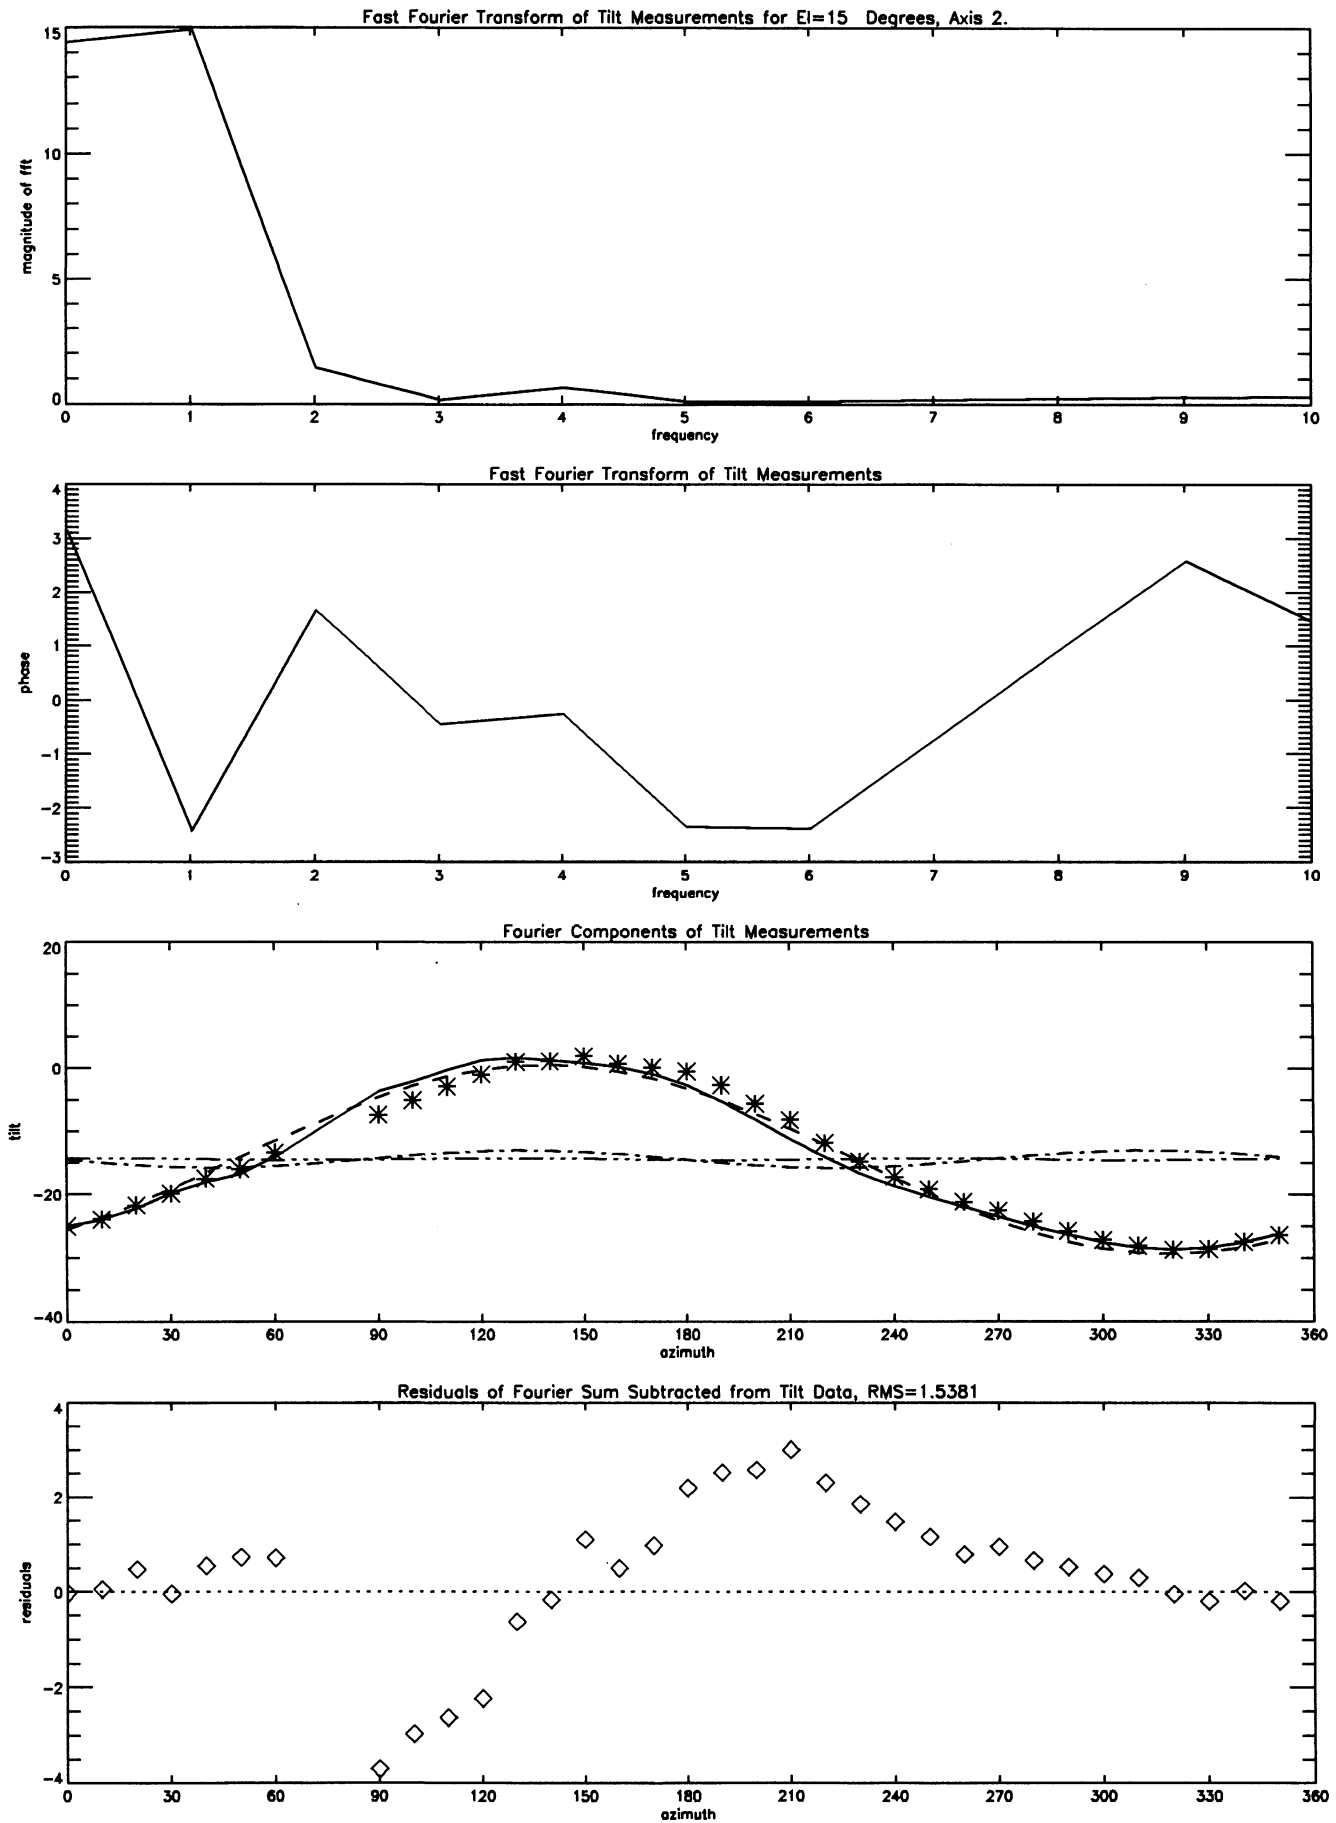 Fast Fourier Transform of Tilt Measurements for El=15 Degrees, Axis 2.
15
10
5
0
magnitude of fft
0 1 2 3 4 5 6 7 8 9 10
frequency
Fast Fourier Transform of Tilt Measurements
4
3
2
1
0
-1
-2
-3
phase
0 1 2 3 4 5 6 7 8 9 10
frequency
Fourier Components of Tilt Measurements
20
0
-20
-40
tilt
0 30 60 90 120 150 180 210 240 270 300 330 360
azimuth
Residuals of Fourier Sum Subtracted from Tilt Data, RMS=1.5381
4
2
0
-2
-4
residuals
0 30 60 90 120 150 180 210 240 270 300 330 360
azimuth